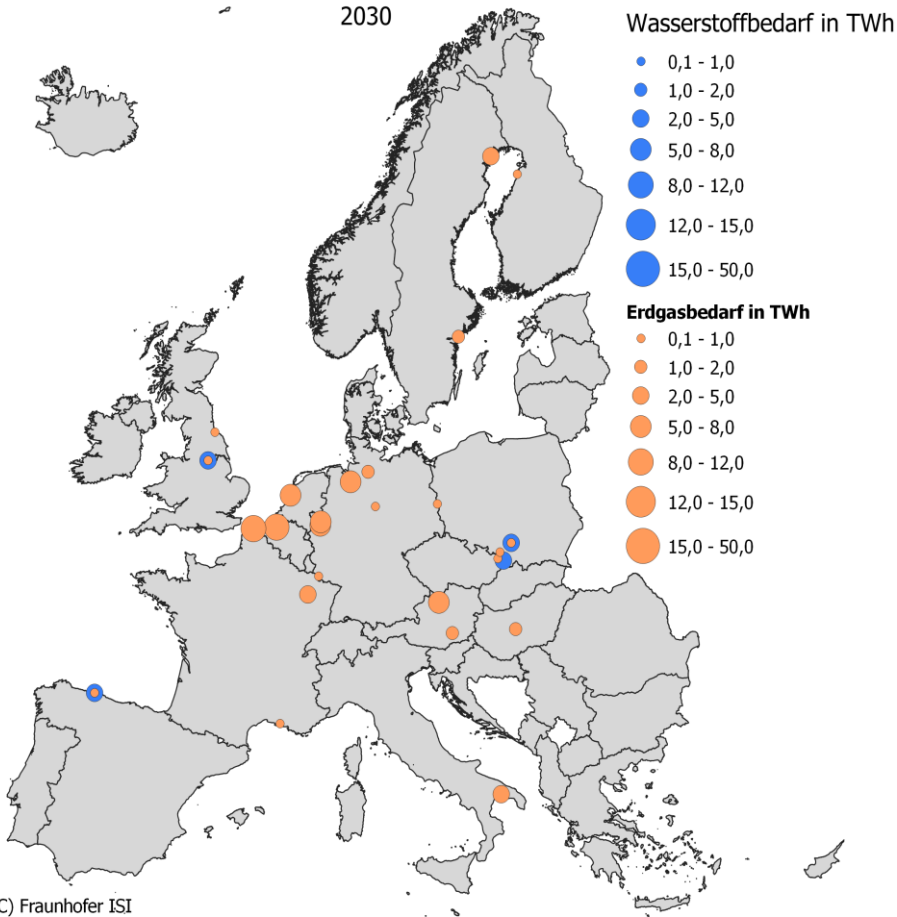 2030
Wasserstoffbedarf in TWh
0,1 - 1,0
1,0 - 2,0
2,0 - 5,0
5,0 - 8,0
8,0 - 12,0
12,0 - 15,0
15,0 - 50,0
Erdgasbedarf in TWh
0,1 - 1,0
1,0 - 2,0
2,0 - 5,0
5,0 - 8,0
8,0 - 12,0
12,0 - 15,0
15,0 - 50,0
C) Fraunhofer ISI